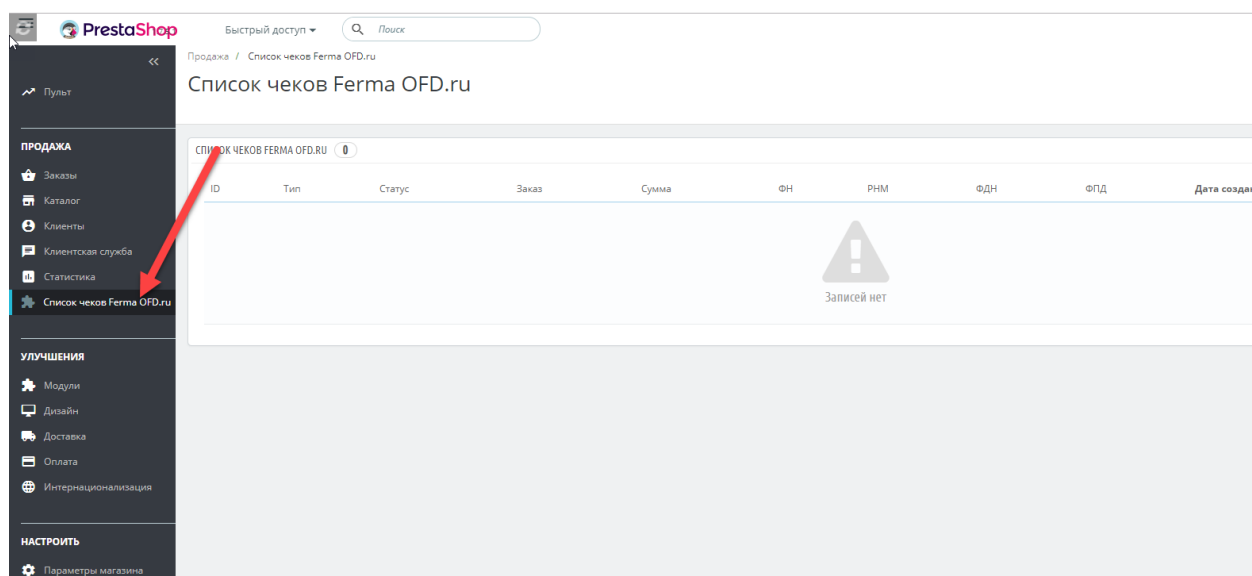 PrestaShop
Быстрый доступ
Поиск
Продажа / Список чеков Ferma OFD.ru
Список чеков Ferma OFD.ru
Пульт
ПРОДАЖА
Заказы
Каталог
Клиенты
Клиентская служба
Статистика
Список чеков Ferma OFD.ru
УЛУЧШЕНИЯ
Модули
Дизайн
Доставка
Оплата
Интернационализация
НАСТРОИТЬ
Параметры магазина
СПИСОК ЧЕКОВ FERMA OFD.RU 0
ID Тип Статус Заказ Сумма ФН РНМ ФДН ФПД Дата создан
Записей нет